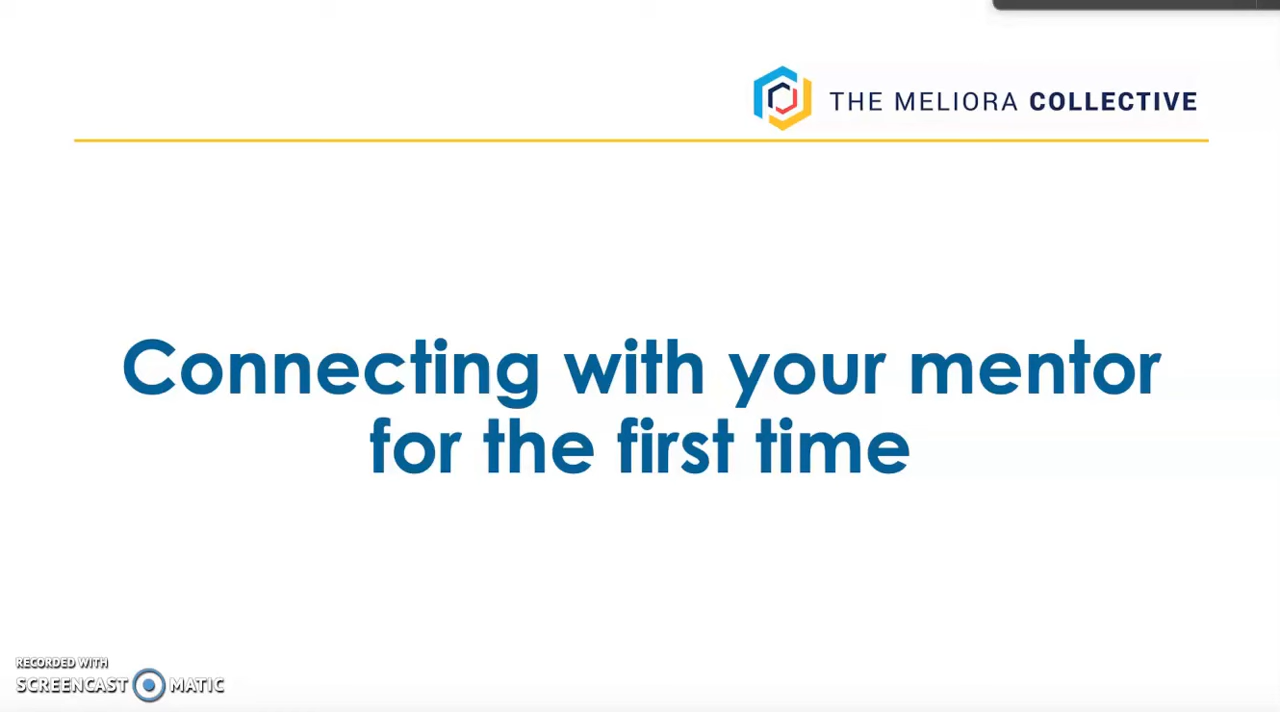 THE MELIORA COLLECTIVE
Connecting with your mentor
for the first time
RECORDED WITH
SCREENCAST MATIC